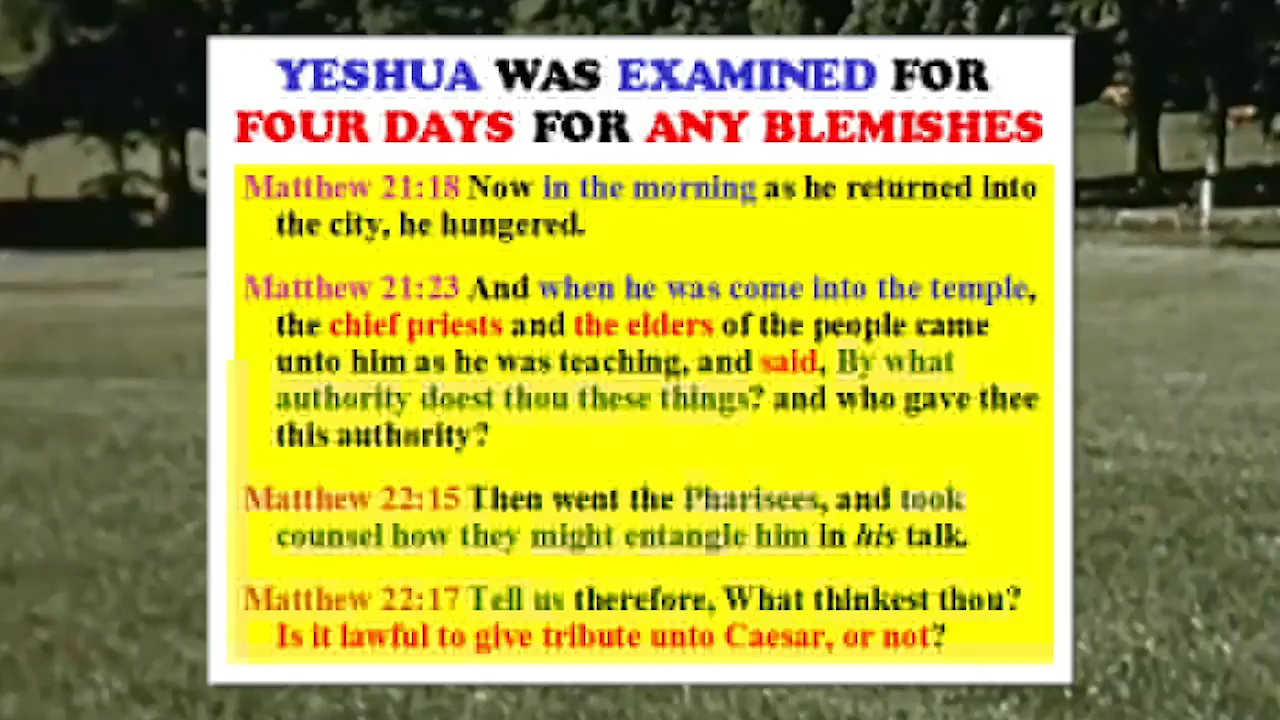 YESHUA WAS EXAMINED FOR
FOUR DAYS FOR ANY BLEMISHES
Matthew 21:18 Now in the morning as he returned into
the city, he hungered.
Matthew 21:23 And when he was come into the temple,
the chief priests and the elders of the people came
unto him as he was teaching, and said, By what
authority doest thou these things? and who gave thee
this authority?
Matthew 22:15 Then went the Pharisees, and took
counsel how they might entangle him in his talk.
Matthew 22:17 Tell us therefore, What thinkest thou?
Is it lawful to give tribute unto Caesar, or not?